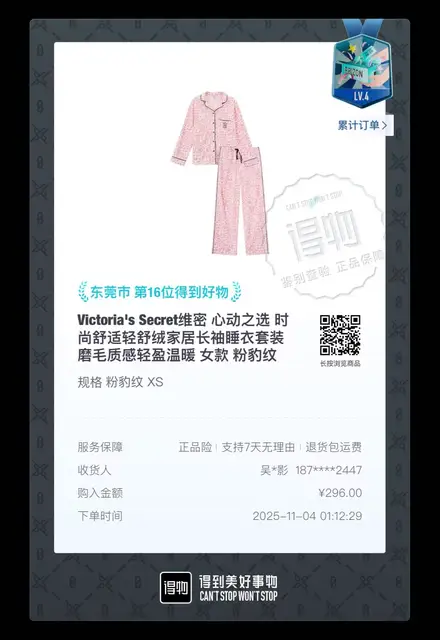 LV.4
累计订单
CAN'T STOP WON'T STOP
得物
鉴别查验 正品保障
东莞市 第16位得到好物
Victoria's Secret维密 心动之选 时
尚舒适轻舒绒家居长袖睡衣套装
磨毛质感轻盈温暖 女款 粉豹纹
长按浏览商品
规格 粉豹纹 XS
服务保障 正品险 | 支持7天无理由 | 退货包运费
收货人 吴*影 187****2447
购入金额 ¥296.00
下单时间 2025-11-04 01:12:29
得物 得到美好事物
CAN'T STOP WON'T STOP